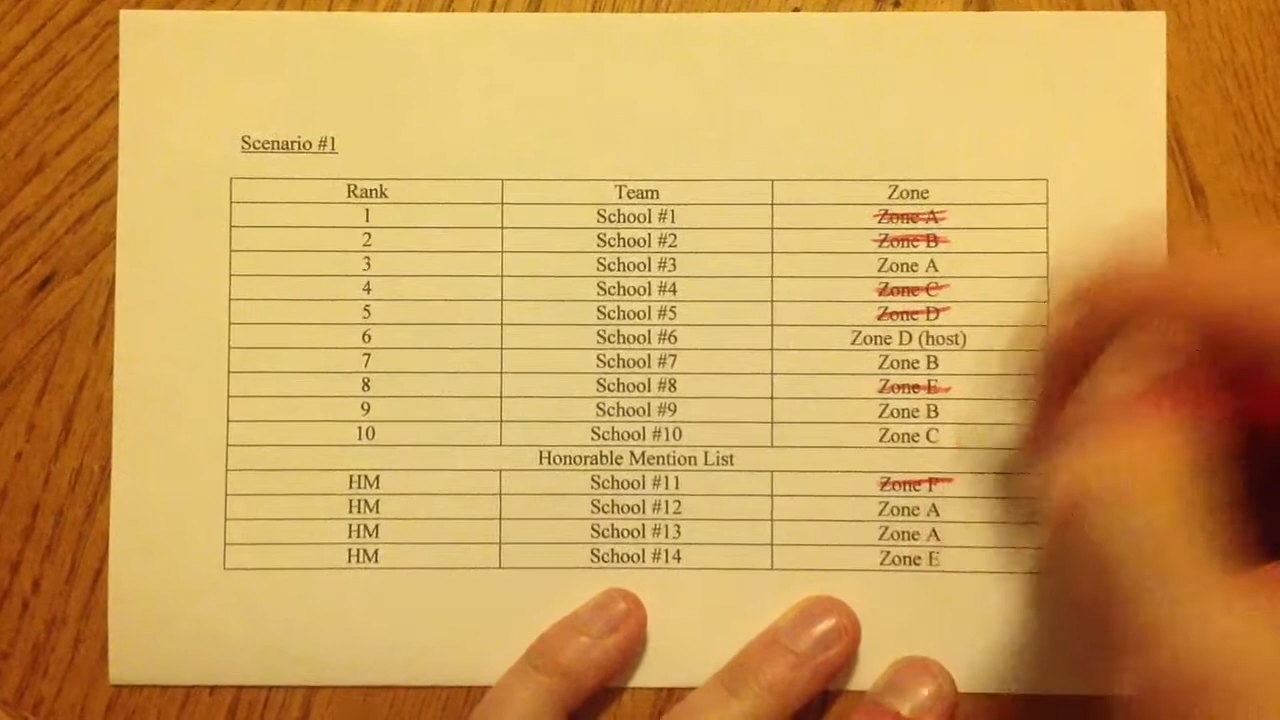 Scenario #1
Rank Team Zone
1 School #1 Zone A
2 School #2 Zone B
3 School #3 Zone A
4 School #4 Zone C
5 School #5 Zone D
6 School #6 Zone D (host)
7 School #7 Zone B
8 School #8 Zone E
9 School #9 Zone B
10 School #10 Zone C
Honorable Mention List
HM School #11 Zone F
HM School #12 Zone A
HM School #13 Zone A
HM School #14 Zone E